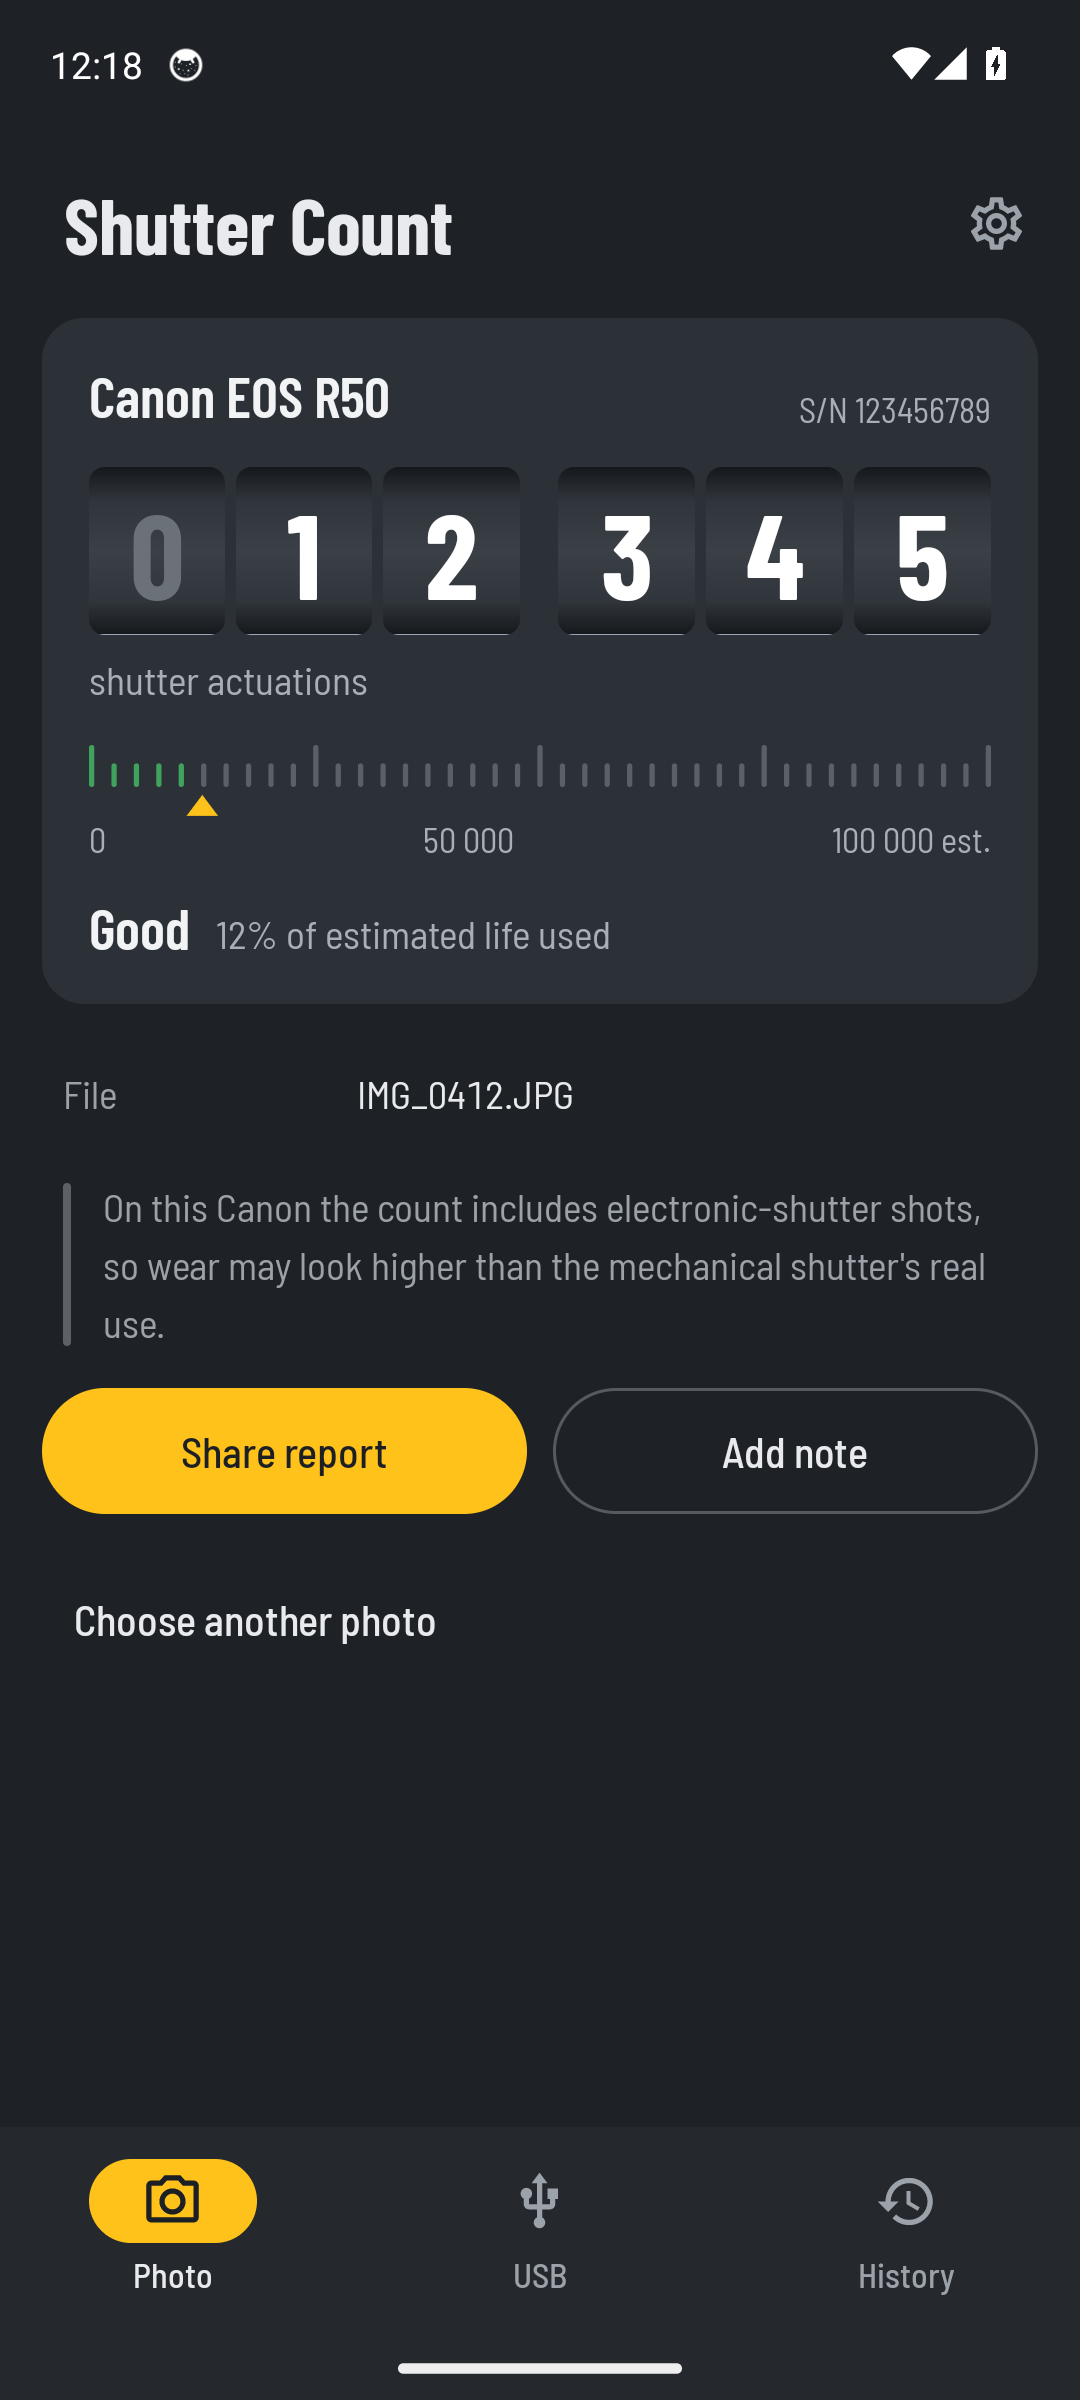 12:18
Shutter Count
Canon EOS R50
S/N 123456789
0 1 2 3 4 5
shutter actuations
0 50 000 100 000 est.
Good 12% of estimated life used
File IMG_0412.JPG
On this Canon the count includes electronic-shutter shots,
so wear may look higher than the mechanical shutter's real
use.
Share report Add note
Choose another photo
Photo USB History